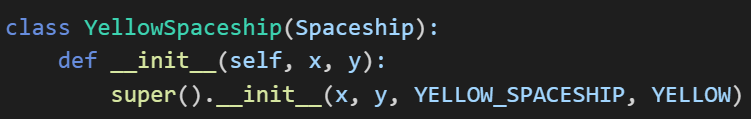 class YellowSpaceship(Spaceship):
    def __init__(self, x, y):
        super().__init__(x, y, YELLOW_SPACESHIP, YELLOW)